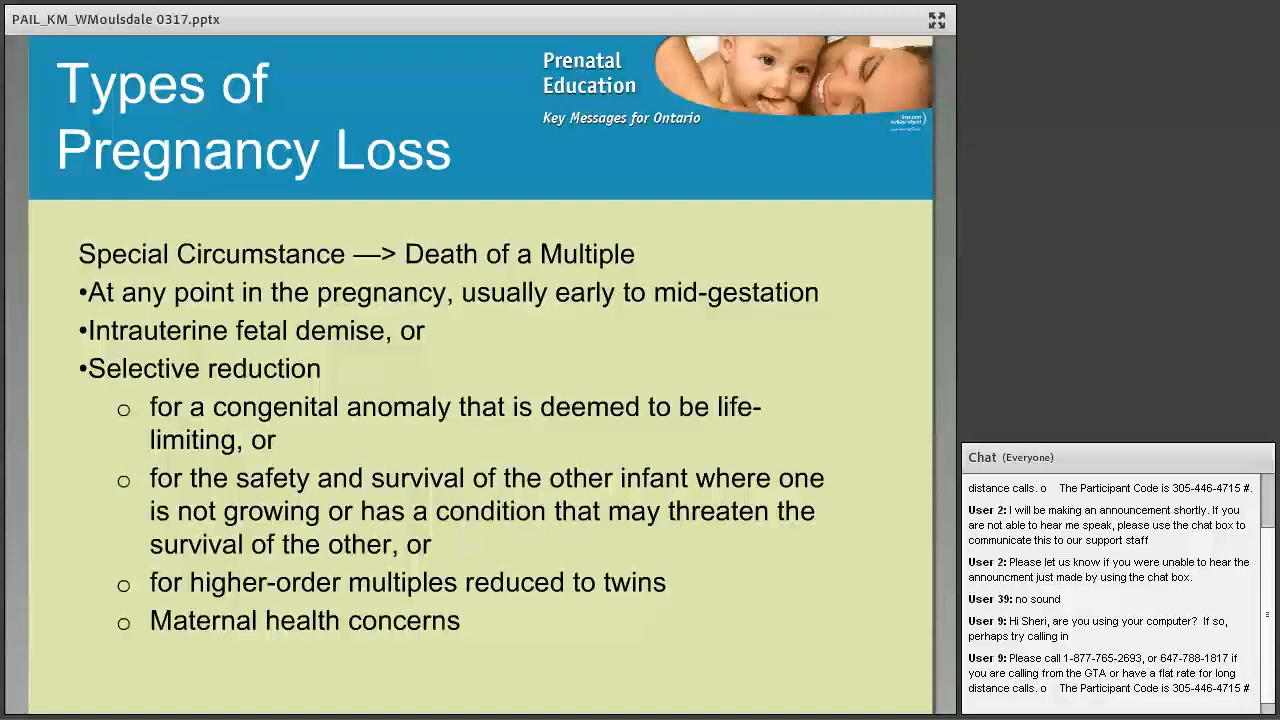 PAIL_KM_WMoulsdale 0317.pptx
Types of
Pregnancy Loss
Prenatal
Education
Key Messages for Ontario
Special Circumstance —> Death of a Multiple
•At any point in the pregnancy, usually early to mid-gestation
•Intrauterine fetal demise, or
•Selective reduction
o for a congenital anomaly that is deemed to be life-
limiting, or
o for the safety and survival of the other infant where one
is not growing or has a condition that may threaten the
survival of the other, or
o for higher-order multiples reduced to twins
o Maternal health concerns
Chat (Everyone)
distance calls. o The Participant Code is 305-446-4715 #.
User 2: I will be making an announcement shortly. If you
are not able to hear me speak, please use the chat box to
communicate this to our support staff
User 2: Please let us know if you were unable to hear the
announcment just made by using the chat box.
User 39: no sound
User 9: Hi Sheri, are you using your computer? If so,
perhaps try calling in
User 9: Please call 1-877-765-2693, or 647-788-1817 if
you are calling from the GTA or have a flat rate for long
distance calls. o The Participant Code is 305-446-4715 #